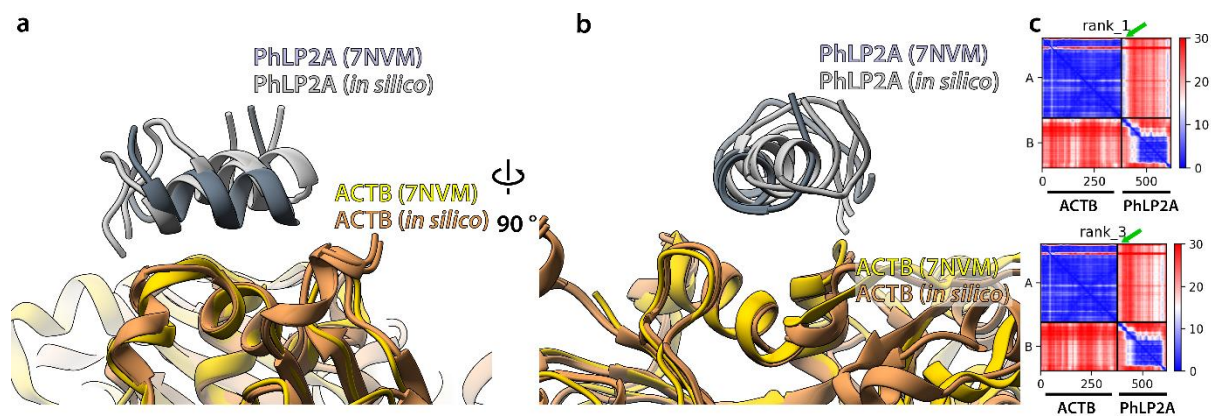 a
PhLP2A (7NVM)
PhLP2A (in silico)
ACTB (7NVM)
ACTB (in silico)
90 °
b
PhLP2A (7NVM)
PhLP2A (in silico)
ACTB (7NVM)
ACTB (in silico)
c
rank_1
A
B
0 250 500
30
20
10
0
ACTB PhLP2A
rank_3
A
B
0 250 500
30
20
10
0
ACTB PhLP2A